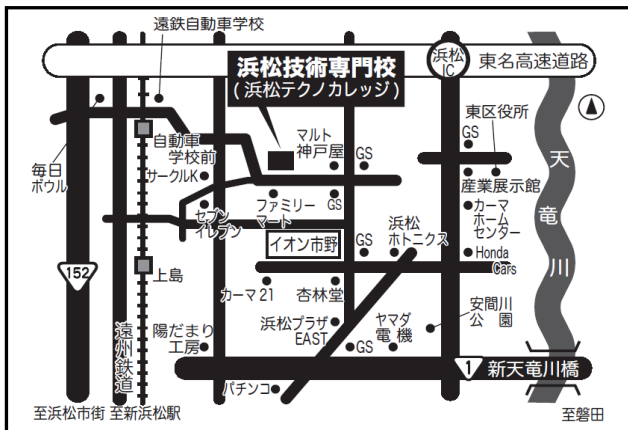 遠鉄自動車学校
浜松技術専門校
(浜松テクノカレッジ)
浜松
IC
東名高速道路
東区役所
GS
毎日
ボウル
自動車
学校前
サークルK
マルト
神戸屋
GS
産業展示館
天竜川
セブン
イレブン
ファミリー
マート
GS
カーマ
ホーム
センター
イオン市野
GS
浜松
ホトニクス
Honda
Cars
152
上島
カーマ21
杏林堂
遠州鉄道
陽だまり
工房
浜松プラザ
EAST
GS
ヤマダ
電機
安間川
公園
1
新天竜川橋
パチンコ
至浜松市街
至新浜松駅
至磐田